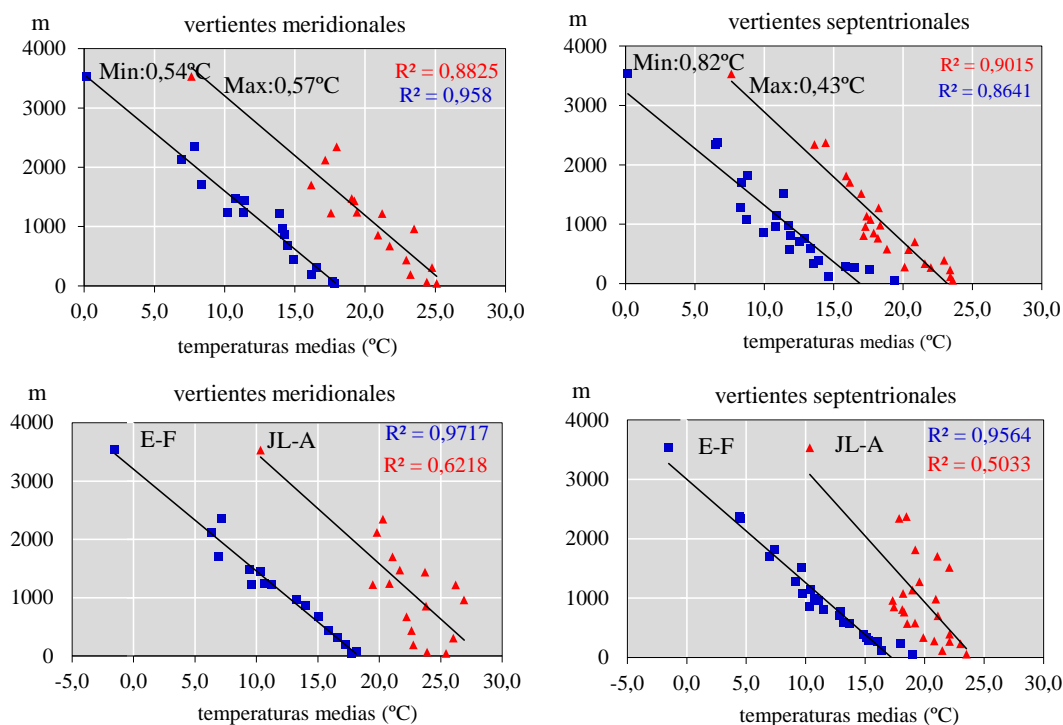 m
vertientes meridionales
4000
3000
2000
1000
0
Min:0,54ºC
Max:0,57ºC
R² = 0,8825
R² = 0,958
0,0 5,0 10,0 15,0 20,0 25,0 30,0
temperaturas medias (ºC)
m
vertientes septentrionales
4000
3000
2000
1000
0
Min:0,82ºC
Max:0,43ºC
R² = 0,9015
R² = 0,8641
0,0 5,0 10,0 15,0 20,0 25,0 30,0
temperaturas medias (ºC)
m
vertientes meridionales
4000
3000
2000
1000
0
E-F
JL-A
R² = 0,9717
R² = 0,6218
-5,0 0,0 5,0 10,0 15,0 20,0 25,0 30,0
temperaturas medias (ºC)
m
vertientes septentrionales
4000
3000
2000
1000
0
E-F
JL-A
R² = 0,9564
R² = 0,5033
-5,0 0,0 5,0 10,0 15,0 20,0 25,0 30,0
temperaturas medias (ºC)